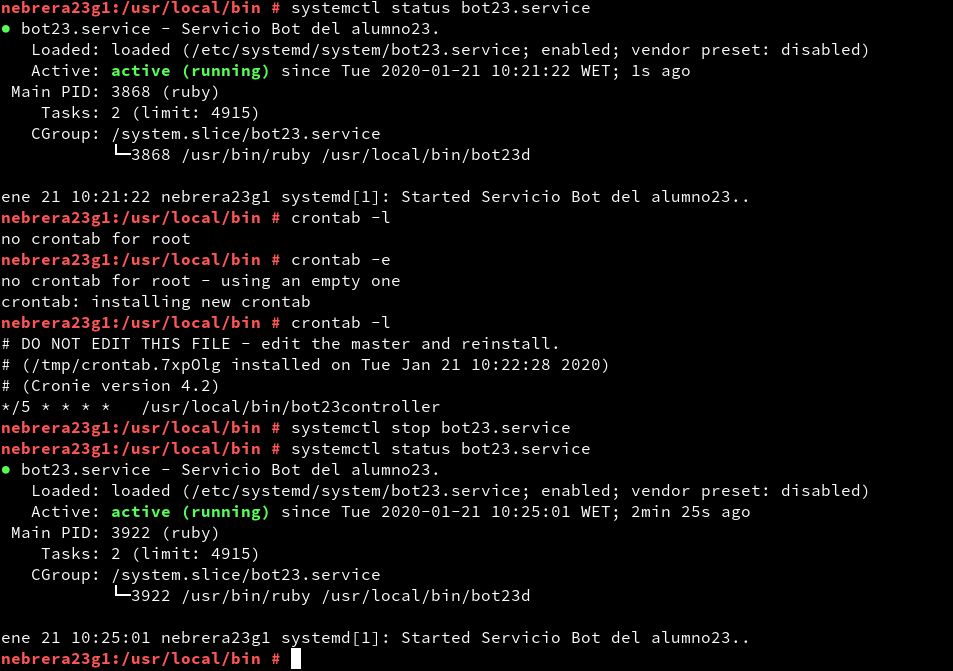 nebrera23g1:/usr/local/bin # systemctl status bot23.service
● bot23.service - Servicio Bot del alumno23.
   Loaded: loaded (/etc/systemd/system/bot23.service; enabled; vendor preset: disabled)
   Active: active (running) since Tue 2020-01-21 10:21:22 WET; 1s ago
 Main PID: 3868 (ruby)
    Tasks: 2 (limit: 4915)
   CGroup: /system.slice/bot23.service
           └─3868 /usr/bin/ruby /usr/local/bin/bot23d

ene 21 10:21:22 nebrera23g1 systemd[1]: Started Servicio Bot del alumno23..
nebrera23g1:/usr/local/bin # crontab -l
no crontab for root
nebrera23g1:/usr/local/bin # crontab -e
no crontab for root - using an empty one
crontab: installing new crontab
nebrera23g1:/usr/local/bin # crontab -l
# DO NOT EDIT THIS FILE - edit the master and reinstall.
# (/tmp/crontab.7xpOlg installed on Tue Jan 21 10:22:28 2020)
# (Cronie version 4.2)
*/5 * * * *   /usr/local/bin/bot23controller
nebrera23g1:/usr/local/bin # systemctl stop bot23.service
nebrera23g1:/usr/local/bin # systemctl status bot23.service
● bot23.service - Servicio Bot del alumno23.
   Loaded: loaded (/etc/systemd/system/bot23.service; enabled; vendor preset: disabled)
   Active: active (running) since Tue 2020-01-21 10:25:01 WET; 2min 25s ago
 Main PID: 3922 (ruby)
    Tasks: 2 (limit: 4915)
   CGroup: /system.slice/bot23.service
           └─3922 /usr/bin/ruby /usr/local/bin/bot23d

ene 21 10:25:01 nebrera23g1 systemd[1]: Started Servicio Bot del alumno23..
nebrera23g1:/usr/local/bin #